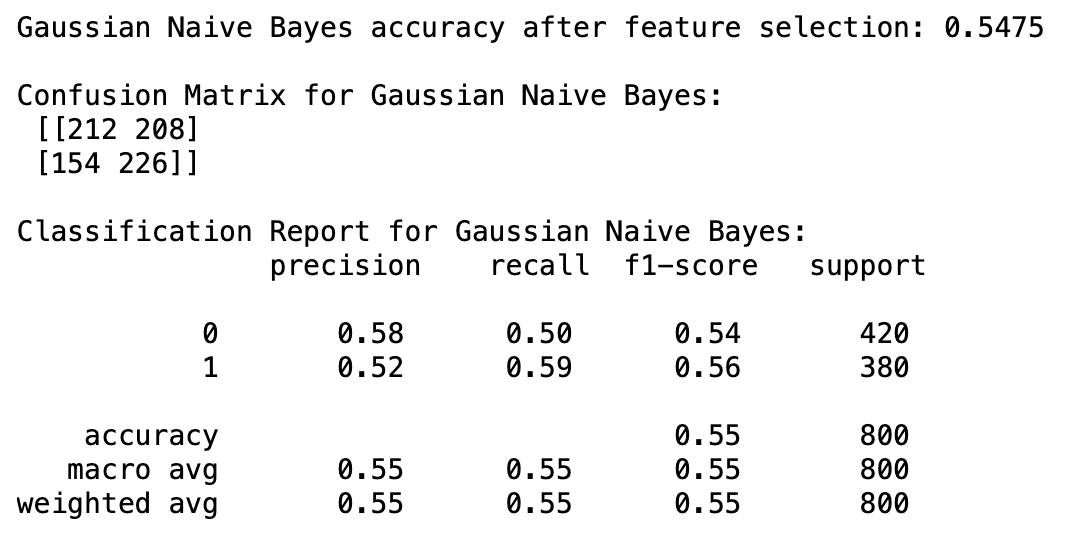 Gaussian Naive Bayes accuracy after feature selection: 0.5475
Confusion Matrix for Gaussian Naive Bayes:
[[212 208]
[154 226]]
Classification Report for Gaussian Naive Bayes:
precision recall f1-score support
0 0.58 0.50 0.54 420
1 0.52 0.59 0.56 380
accuracy 0.55 800
macro avg 0.55 0.55 0.55 800
weighted avg 0.55 0.55 0.55 800